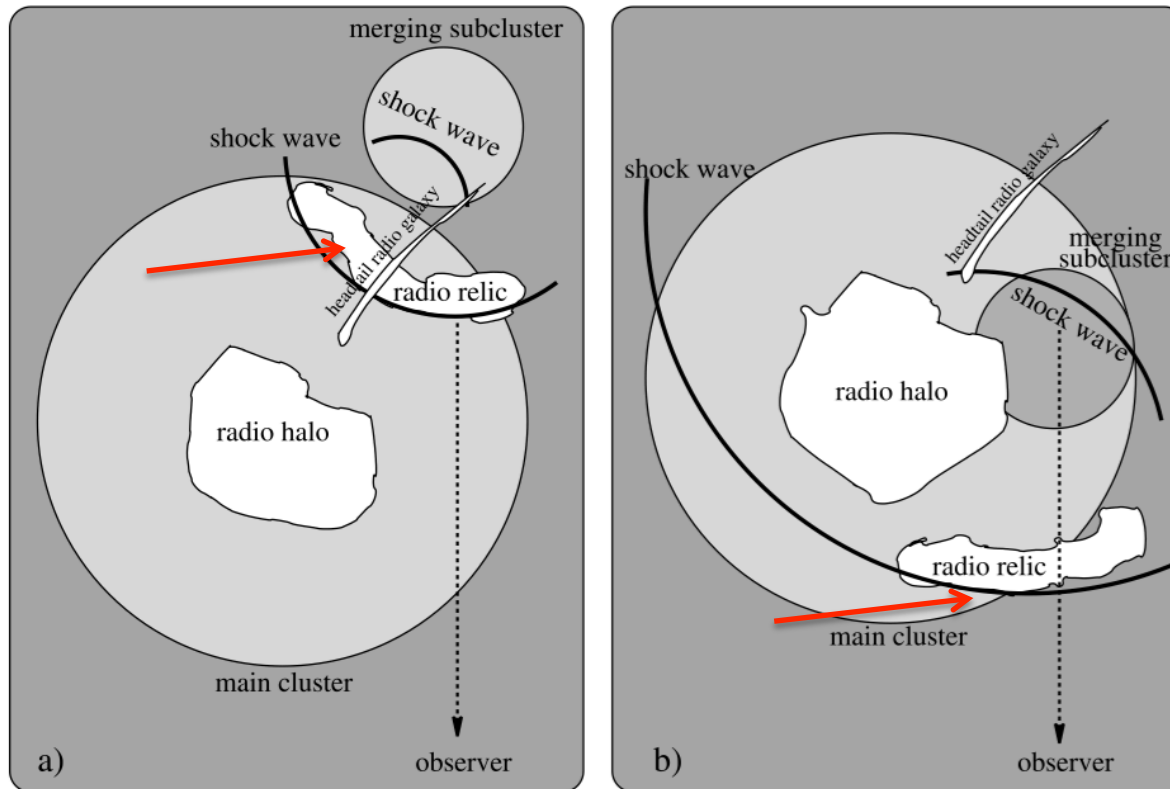 merging subcluster
shock wave
shock wave
headtail radio galaxy
radio relic
radio halo
main cluster
a)
observer
shock wave
headtail radio galaxy
merging
subcluster
shock wave
radio halo
radio relic
main cluster
b)
observer